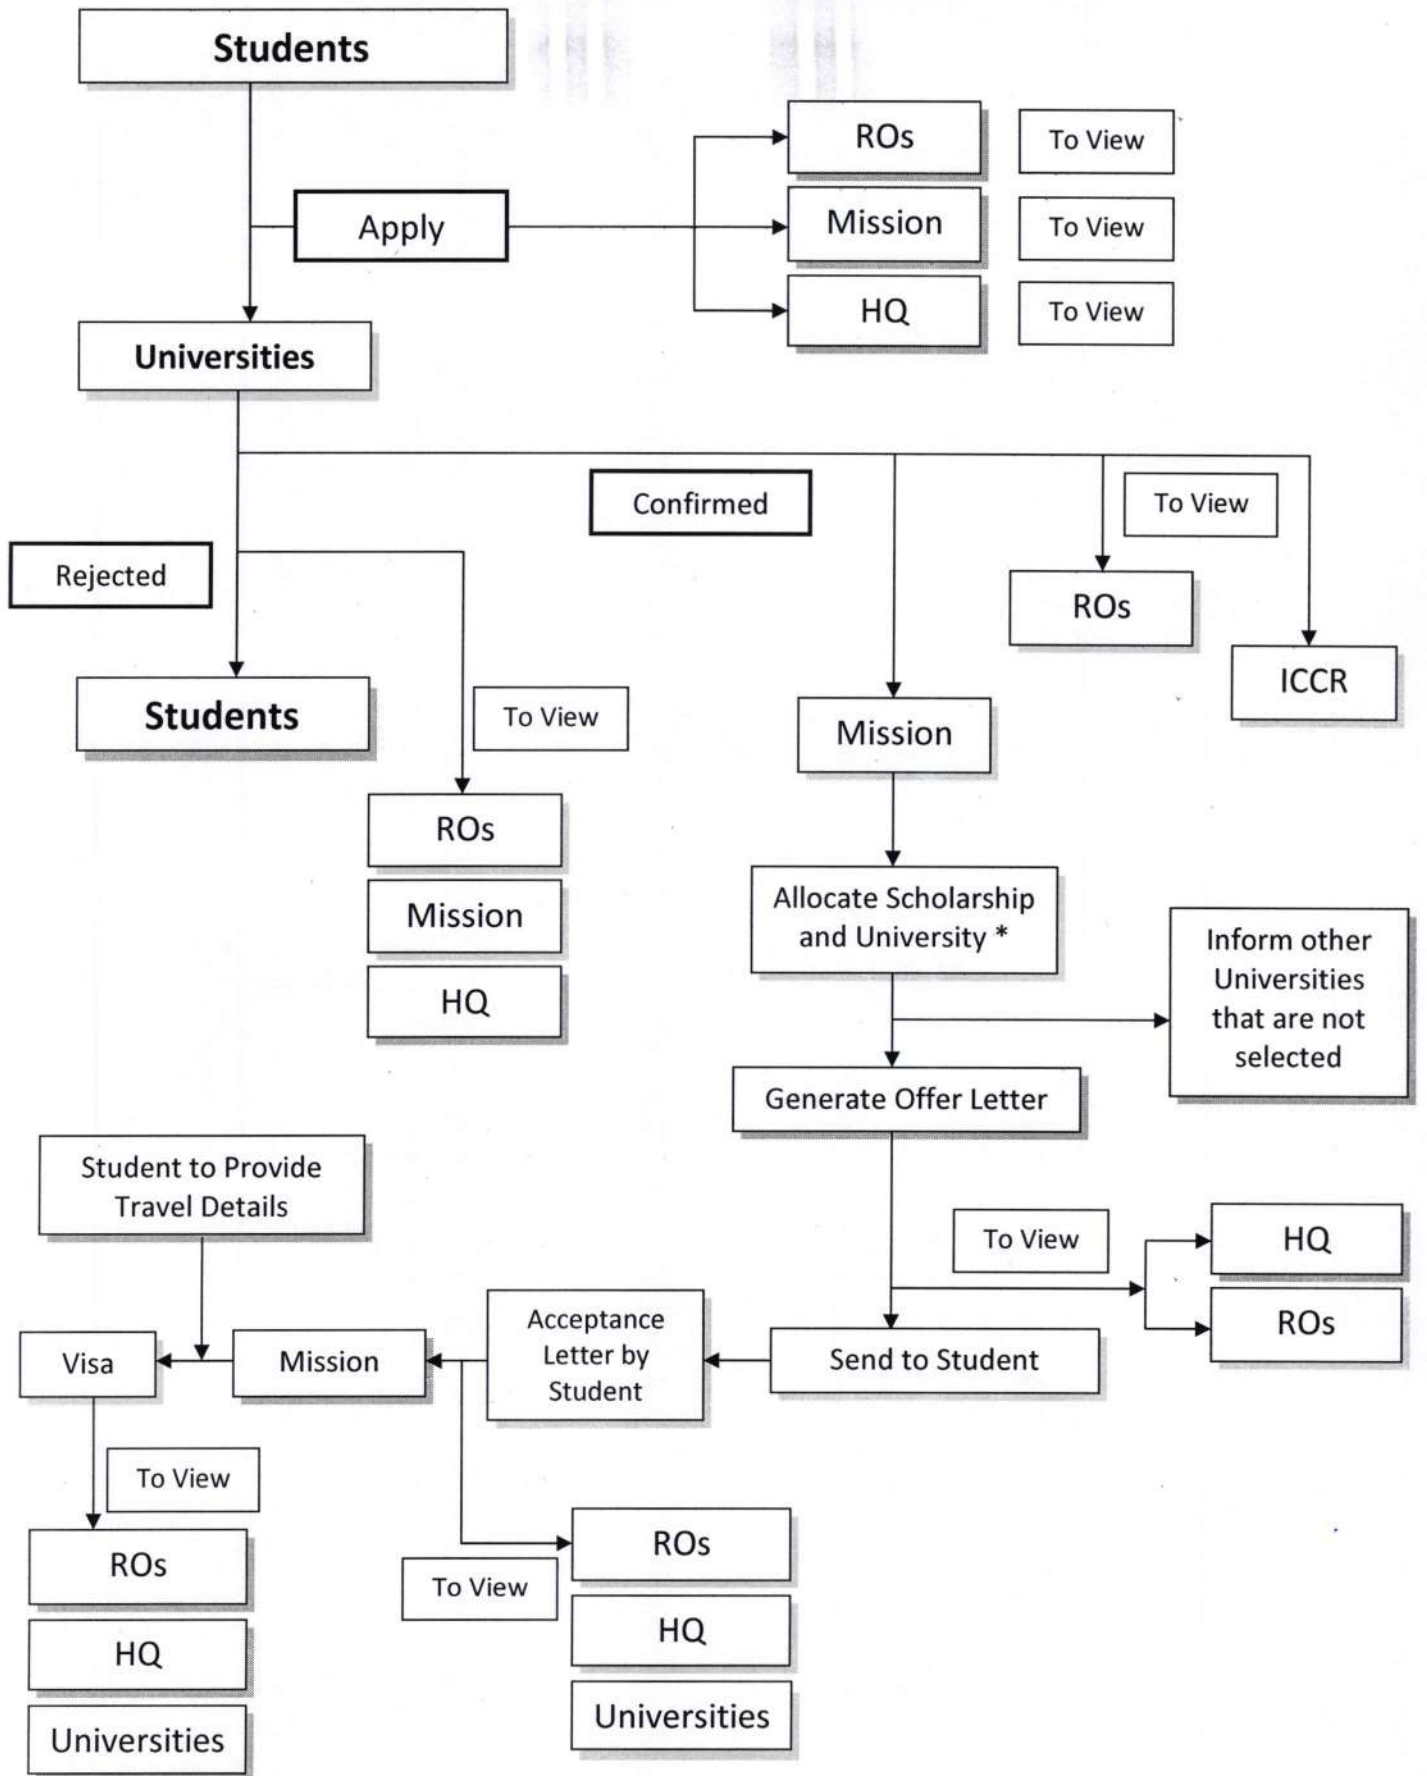 Students
ROs
To View
Apply
Mission
To View
HQ
To View
Universities
Confirmed
To View
Rejected
ROs
ICCR
Students
To View
Mission
ROs
Mission
HQ
Allocate Scholarship
and University *
Inform other
Universities
that are not
selected
Generate Offer Letter
Student to Provide
Travel Details
To View
HQ
ROs
Send to Student
Acceptance
Letter by
Student
Mission
Visa
To View
ROs
HQ
Universities
To View
ROs
HQ
Universities